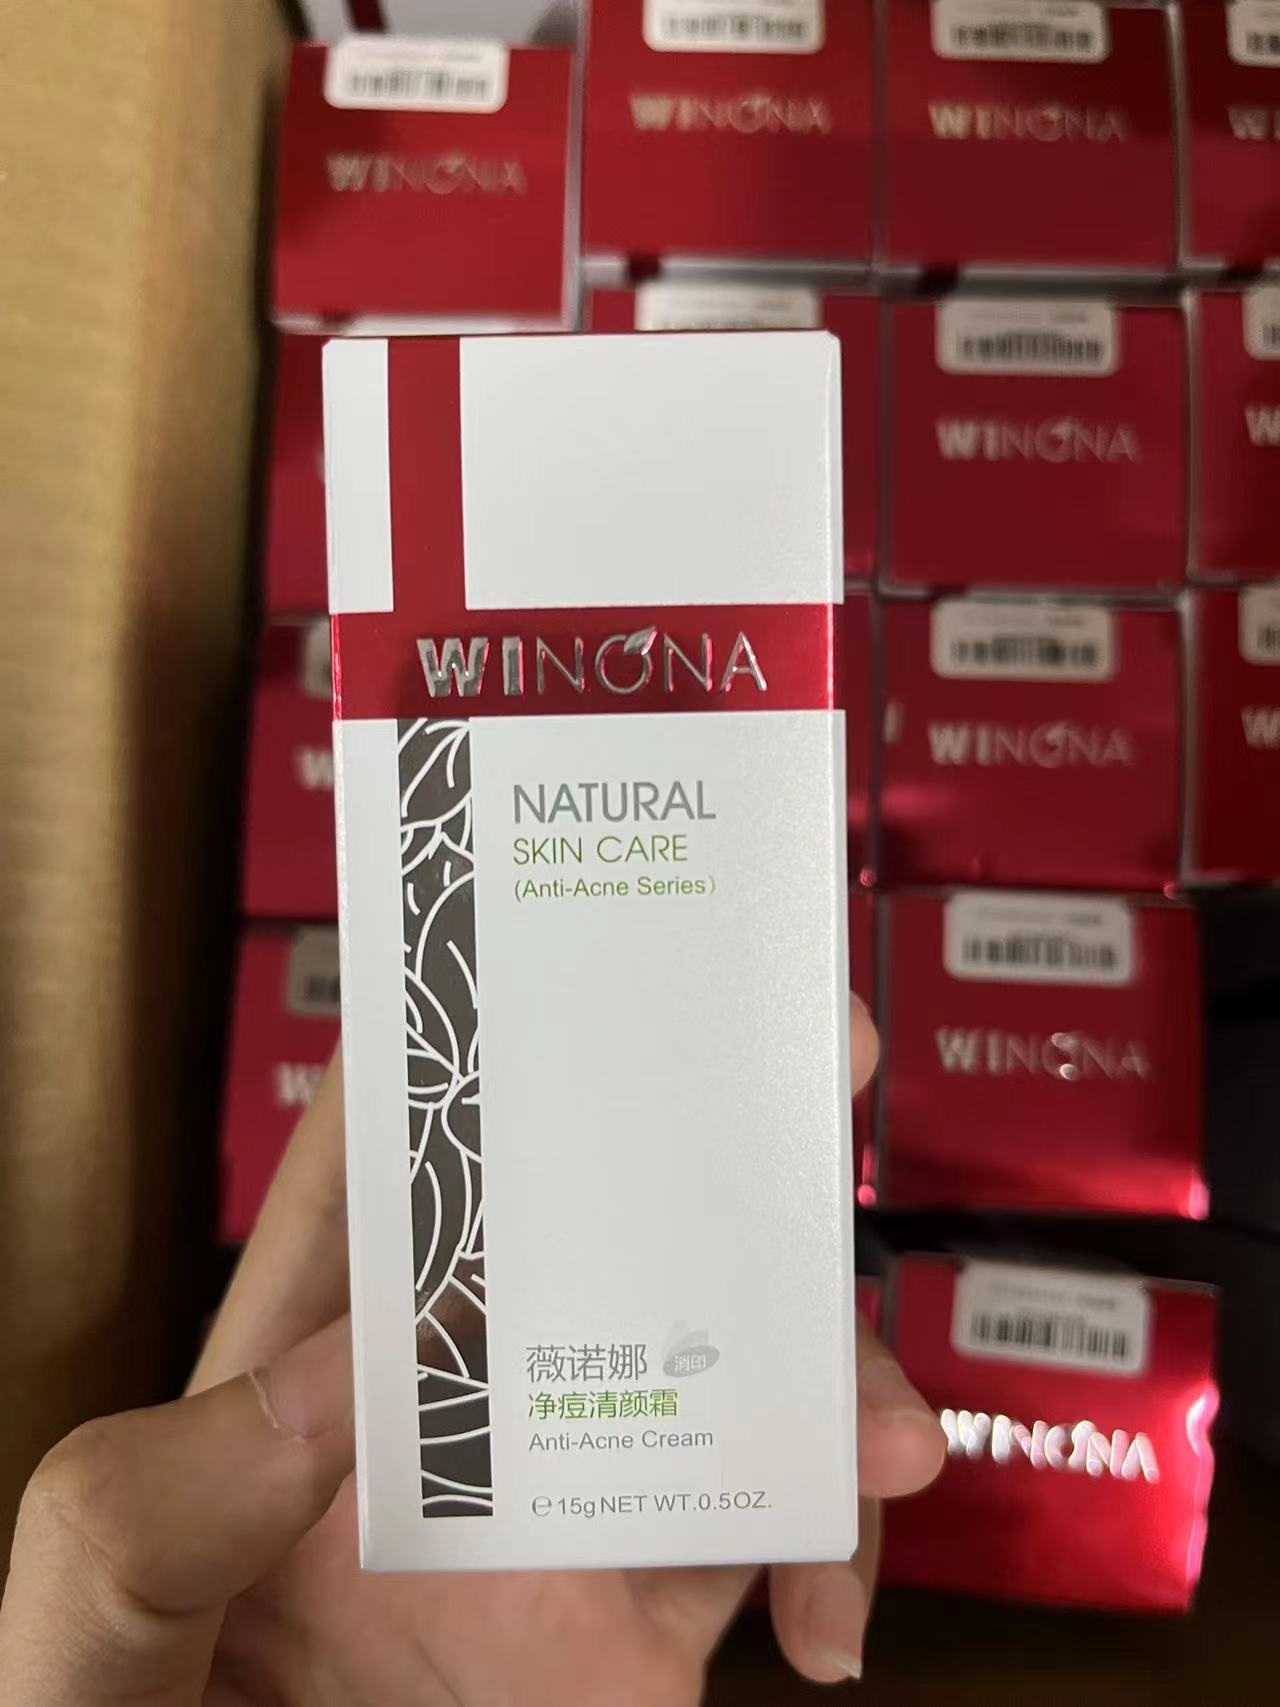 WINONA
WINONA
WINONA
WINONA
WINONA
WINONA
WINONA
WINONA
NATURAL
SKIN CARE
(Anti-Acne Series)
薇诺娜 消印
净痘清颜霜
Anti-Acne Cream
℮15g NET WT.0.5OZ.